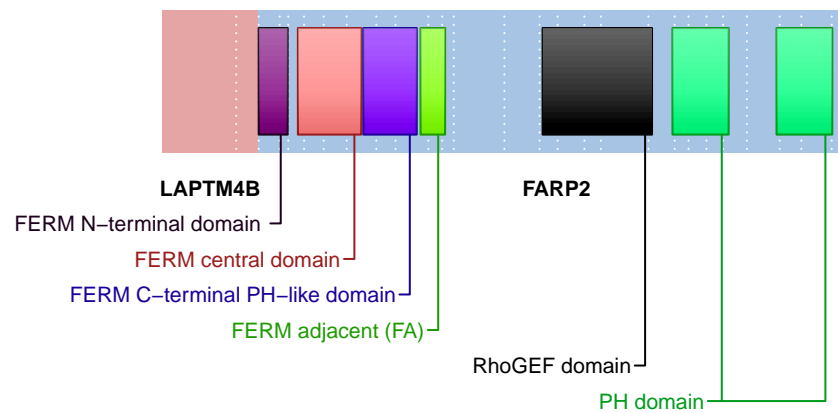 LAPTM4B FARP2
FERM N−terminal domain
FERM central domain
FERM C−terminal PH−like domain
FERM adjacent (FA)
RhoGEF domain
PH domain